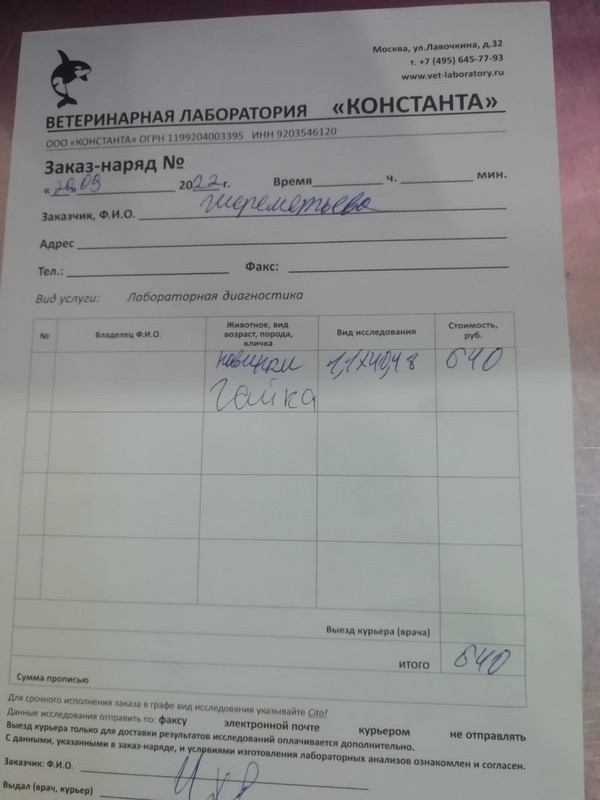 Москва, ул.Лавочкина, д.32
т. +7 (495) 645-77-93
www.vet-laboratory.ru
ВЕТЕРИНАРНАЯ ЛАБОРАТОРИЯ «КОНСТАНТА»
ООО «КОНСТАНТА» ОГРН 1199204003395 ИНН 9203546120
Заказ-наряд №
«20» 09 2022г. Время ч. мин.
Заказчик, Ф.И.О. Шереметьева
Адрес
Тел.: Факс:
Вид услуги: Лабораторная диагностика
№ Владелец Ф.И.О. Животное, вид возраст, порода, кличка Вид исследования Стоимость, руб.
640
Гайка
Выезд курьера (врача)
ИТОГО 640
Сумма прописью
Для срочного исполнения заказа в графе вид исследования указывайте Cito!
Данные исследования отправить по: факсу электронной почте курьером не отправлять
Выезд курьера только для доставки результатов исследований оплачивается дополнительно.
С данными, указанными в заказ-наряде, и условиями изготовления лабораторных анализов ознакомлен и согласен.
Заказчик: Ф.И.О.
Выдал (врач, курьер)